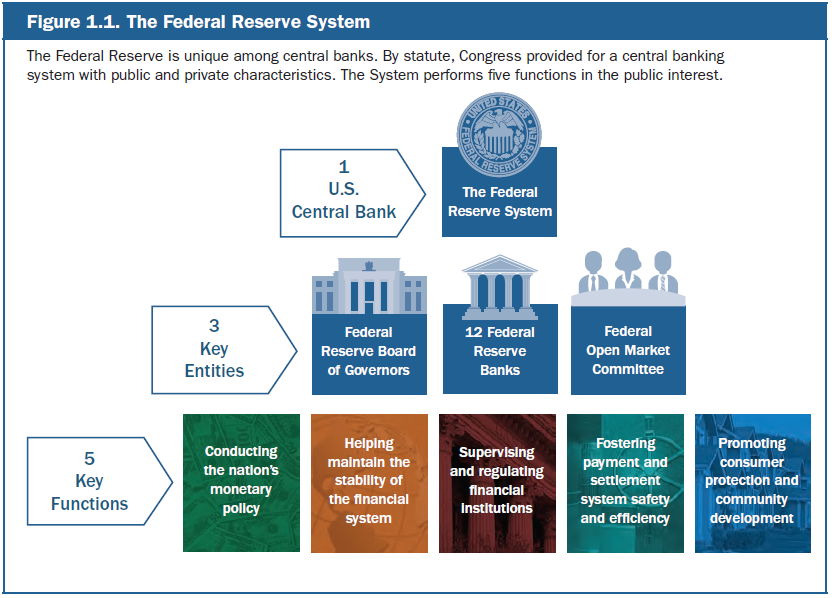 Figure 1.1. The Federal Reserve System
The Federal Reserve is unique among central banks. By statute, Congress provided for a central banking
system with public and private characteristics. The System performs five functions in the public interest.
UNITED STATES
FEDERAL RESERVE SYSTEM
1
U.S.
Central Bank
The Federal
Reserve System
3
Key
Entities
Federal
Reserve Board
of Governors
12 Federal
Reserve
Banks
Federal
Open Market
Committee
5
Key
Functions
Conducting
the nation's
monetary
policy
Helping
maintain the
stability of
the financial
system
Supervising
and regulating
financial
institutions
Fostering
payment and
settlement
system safety
and efficiency
Promoting
consumer
protection and
community
development